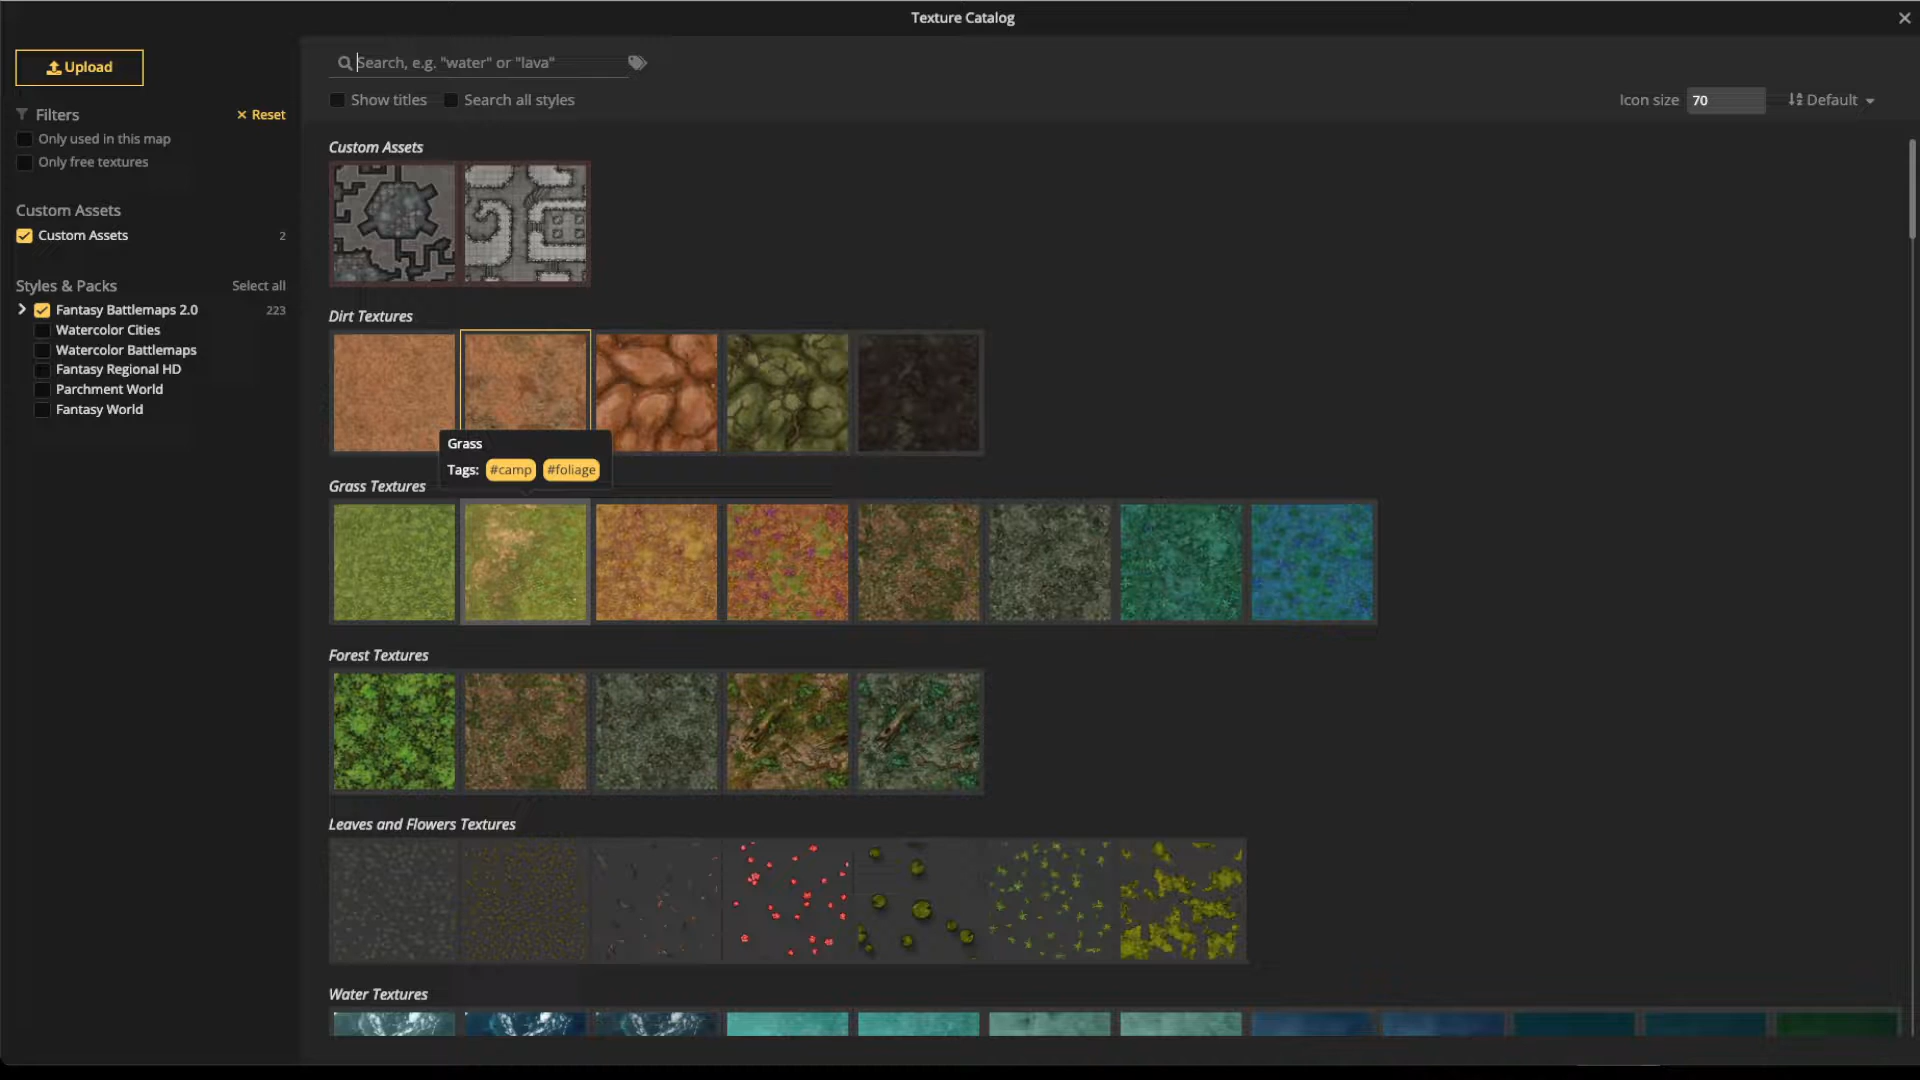 Texture Catalog
Upload
Search, e.g. "water" or "lava"
Show titles
Search all styles
Icon size
70
Default
Filters
Reset
Only used in this map
Only free textures
Custom Assets
Custom Assets
2
Styles & Packs
Select all
Fantasy Battlemaps 2.0
223
Watercolor Cities
Watercolor Battlemaps
Fantasy Regional HD
Parchment World
Fantasy World
Custom Assets
Dirt Textures
Grass
Tags: #camp #foliage
Grass Textures
Forest Textures
Leaves and Flowers Textures
Water Textures